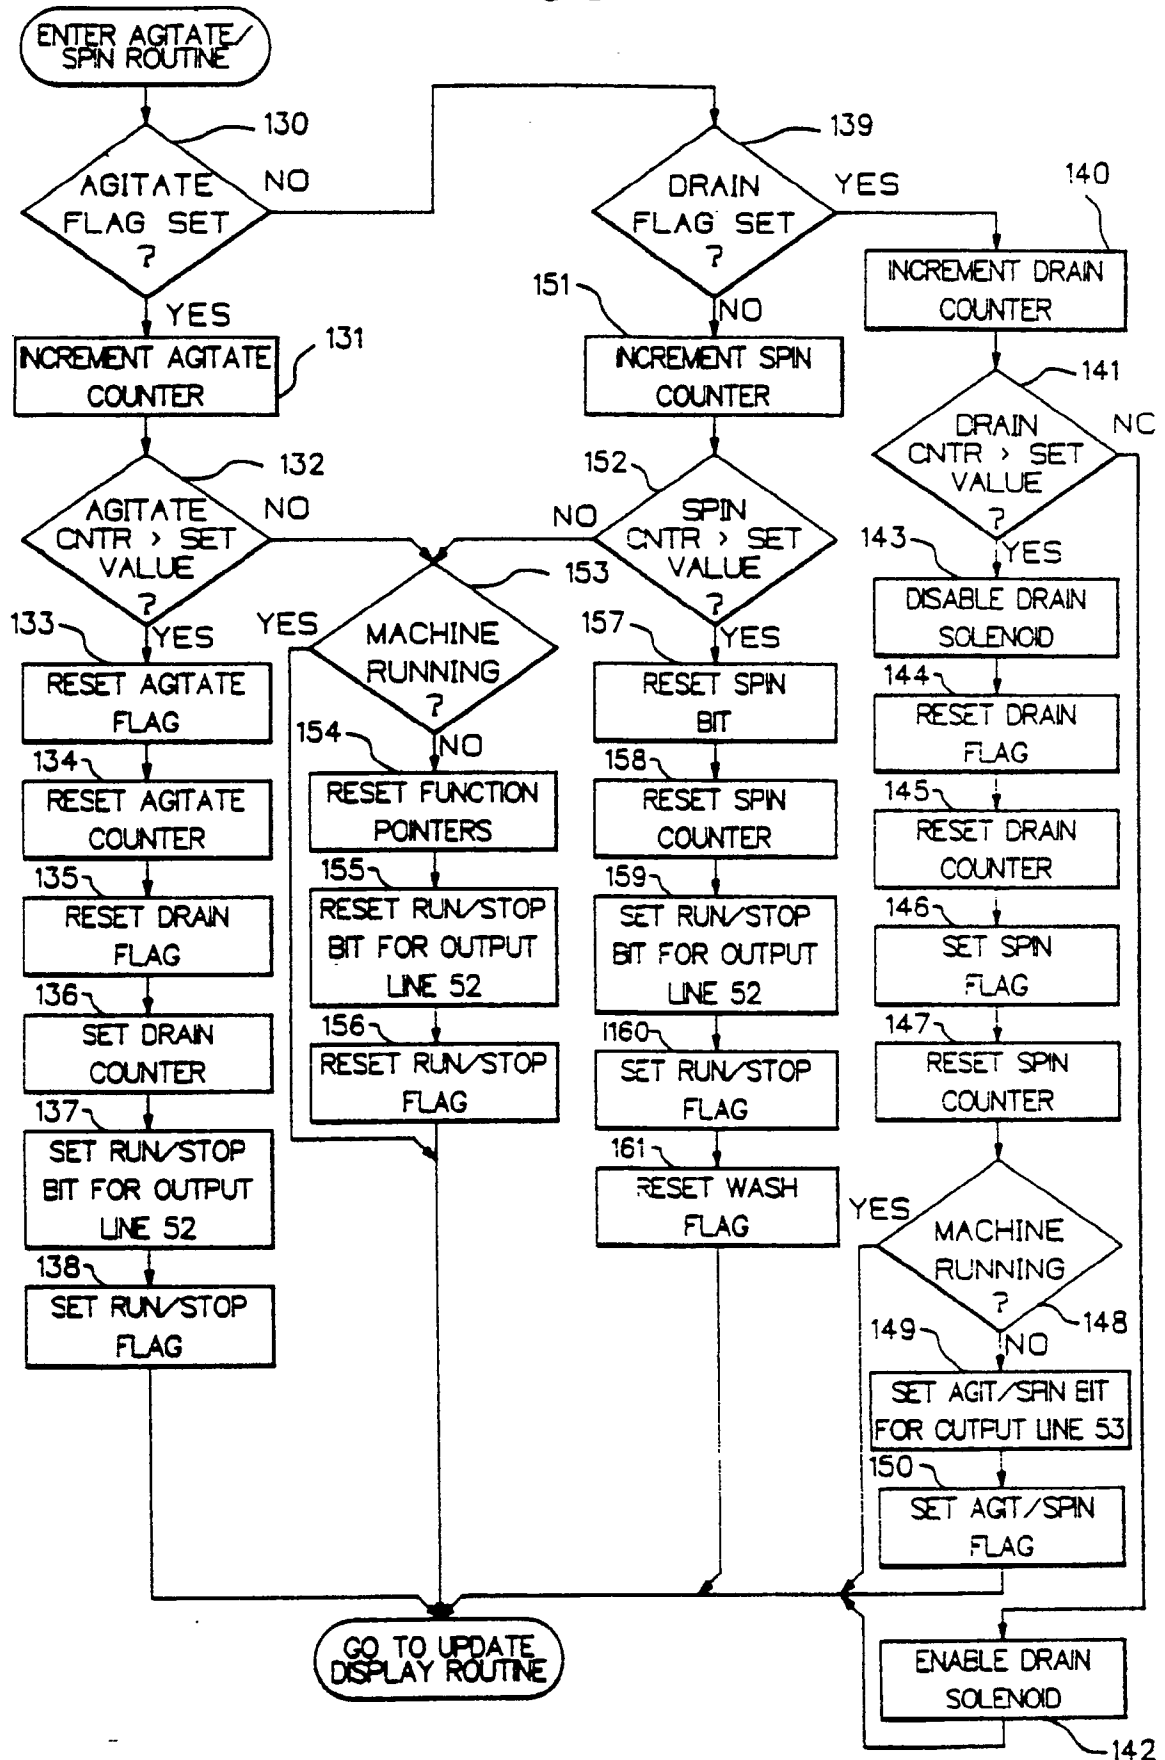 ENTER AGITATE/
SPIN ROUTINE
130
AGITATE
FLAG SET
?
NO
YES
131
INCREMENT AGITATE
COUNTER
132
AGITATE
CNTR > SET
VALUE
?
NO
YES
133
RESET AGITATE
FLAG
134
RESET AGITATE
COUNTER
135
RESET DRAIN
FLAG
136
SET DRAIN
COUNTER
137
SET RUN/STOP
BIT FOR OUTPUT
LINE 52
138
SET RUN/STOP
FLAG
153
MACHINE
RUNNING
?
YES
NO
154
RESET FUNCTION
POINTERS
155
RESET RUN/STOP
BIT FOR OUTPUT
LINE 52
156
RESET RUN/STOP
FLAG
GO TO UPDATE
DISPLAY ROUTINE
139
DRAIN
FLAG SET
?
YES
NO
151
INCREMENT SPIN
COUNTER
152
SPIN
CNTR > SET
VALUE
?
NO
YES
157
RESET SPIN
BIT
158
RESET SPIN
COUNTER
159
SET RUN/STOP
BIT FOR OUTPUT
LINE 52
160
SET RUN/STOP
FLAG
161
RESET WASH
FLAG
140
INCREMENT DRAIN
COUNTER
141
DRAIN
CNTR > SET
VALUE
?
NO
YES
143
DISABLE DRAIN
SOLENOID
144
RESET DRAIN
FLAG
145
RESET DRAIN
COUNTER
146
SET SPIN
FLAG
147
RESET SPIN
COUNTER
YES
MACHINE
RUNNING
?
148
NO
149
SET AGIT/SPIN BIT
FOR OUTPUT LINE 53
150
SET AGIT/SPIN
FLAG
ENABLE DRAIN
SOLENOID
142